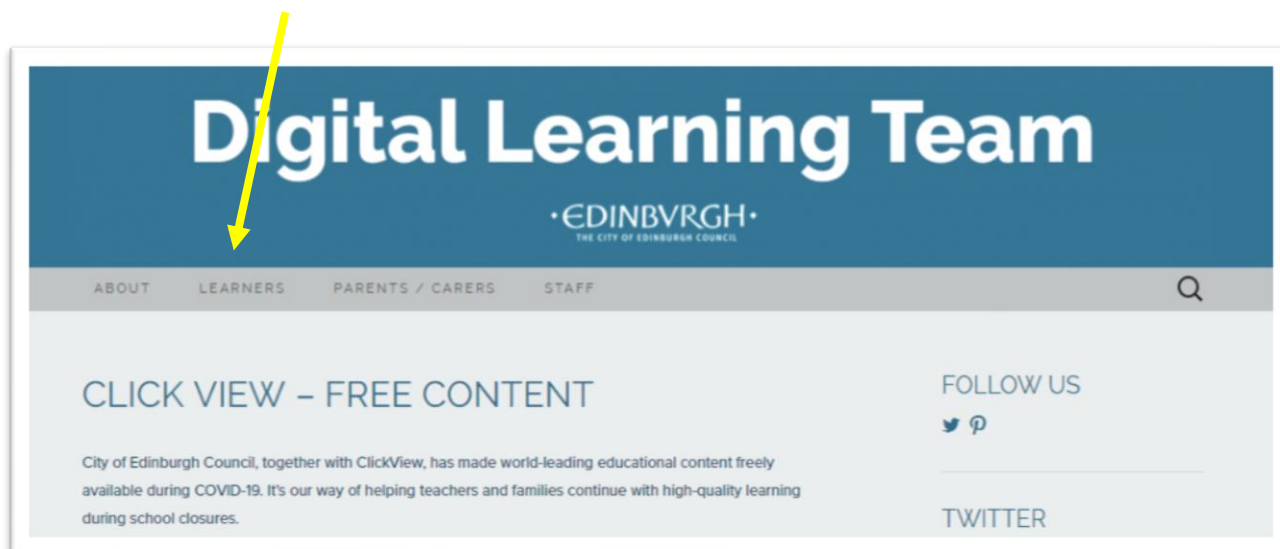 Digital Learning Team
•EDINBVRGH•
THE CITY OF EDINBURGH COUNCIL
ABOUT LEARNERS PARENTS / CARERS STAFF
CLICK VIEW – FREE CONTENT
City of Edinburgh Council, together with ClickView, has made world-leading educational content freely
available during COVID-19. It's our way of helping teachers and families continue with high-quality learning
during school closures.
FOLLOW US
TWITTER